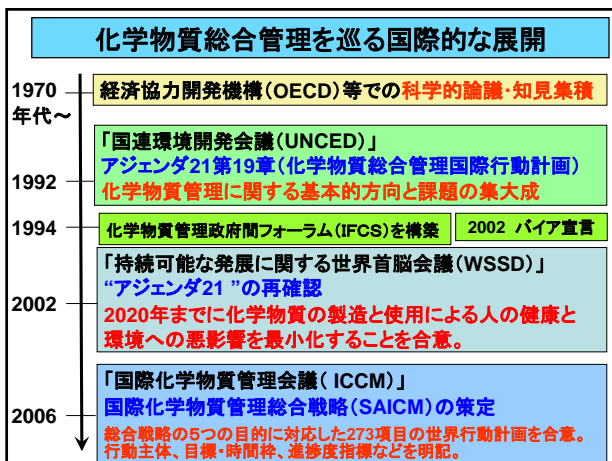 化学物質総合管理を巡る国際的な展開
1970
年代～
経済協力開発機構（OECD）等での科学的論議・知見集積
「国連環境開発会議（UNCED）」
アジェンダ21第19章（化学物質総合管理国際行動計画）
1992
化学物質管理に関する基本的方向と課題の集大成
1994
化学物質管理政府間フォーラム（IFCS）を構築
2002 バイア宣言
「持続可能な発展に関する世界首脳会議（WSSD）」
“アジェンダ21 ”の再確認
2002
2020年までに化学物質の製造と使用による人の健康と
環境への悪影響を最小化することを合意。
「国際化学物質管理会議（ ICCM）」
国際化学物質管理総合戦略（SAICM）の策定
2006
総合戦略の５つの目的に対応した273項目の世界行動計画を合意。
行動主体、目標・時間枠、進捗度指標などを明記。